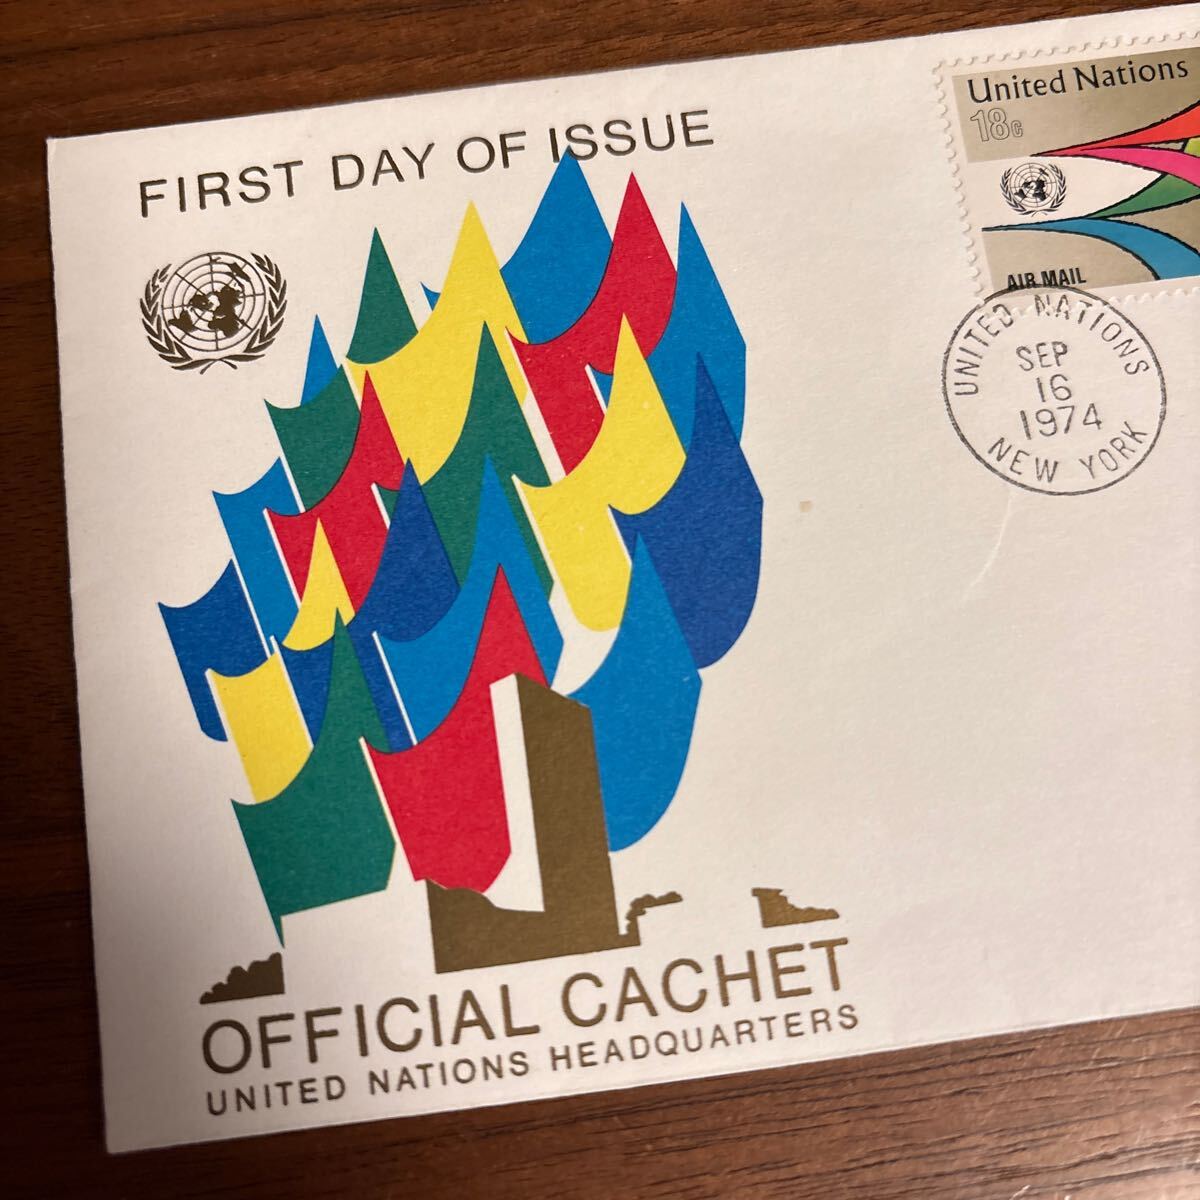 FIRST DAY OF ISSUE
United Nations
18c
AIR MAIL
UNITED NATIONS
SEP
16
1974
NEW YORK
OFFICIAL CACHET
UNITED NATIONS HEADQUARTERS